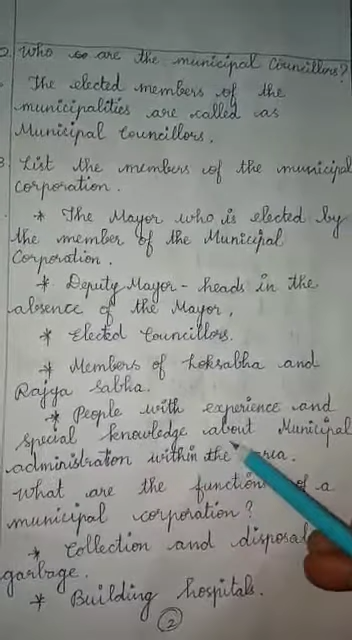 2. Who are the municipal Councillors?
The elected members of the
municipalities are called as
Municipal Councillors.
3. List the members of the municipal
corporation.
* The Mayor who is elected by
the member of the Municipal
Corporation.
* Deputy Mayor - heads in the
absence of the Mayor.
* Elected Councillors.
* Members of Loksabha and
Rajya Sabha.
* People with experience and
special knowledge about Municipal
administration within the area.
What are the function of a
municipal corporation?
* Collection and disposal
garbage.
* Building hospitals.
2